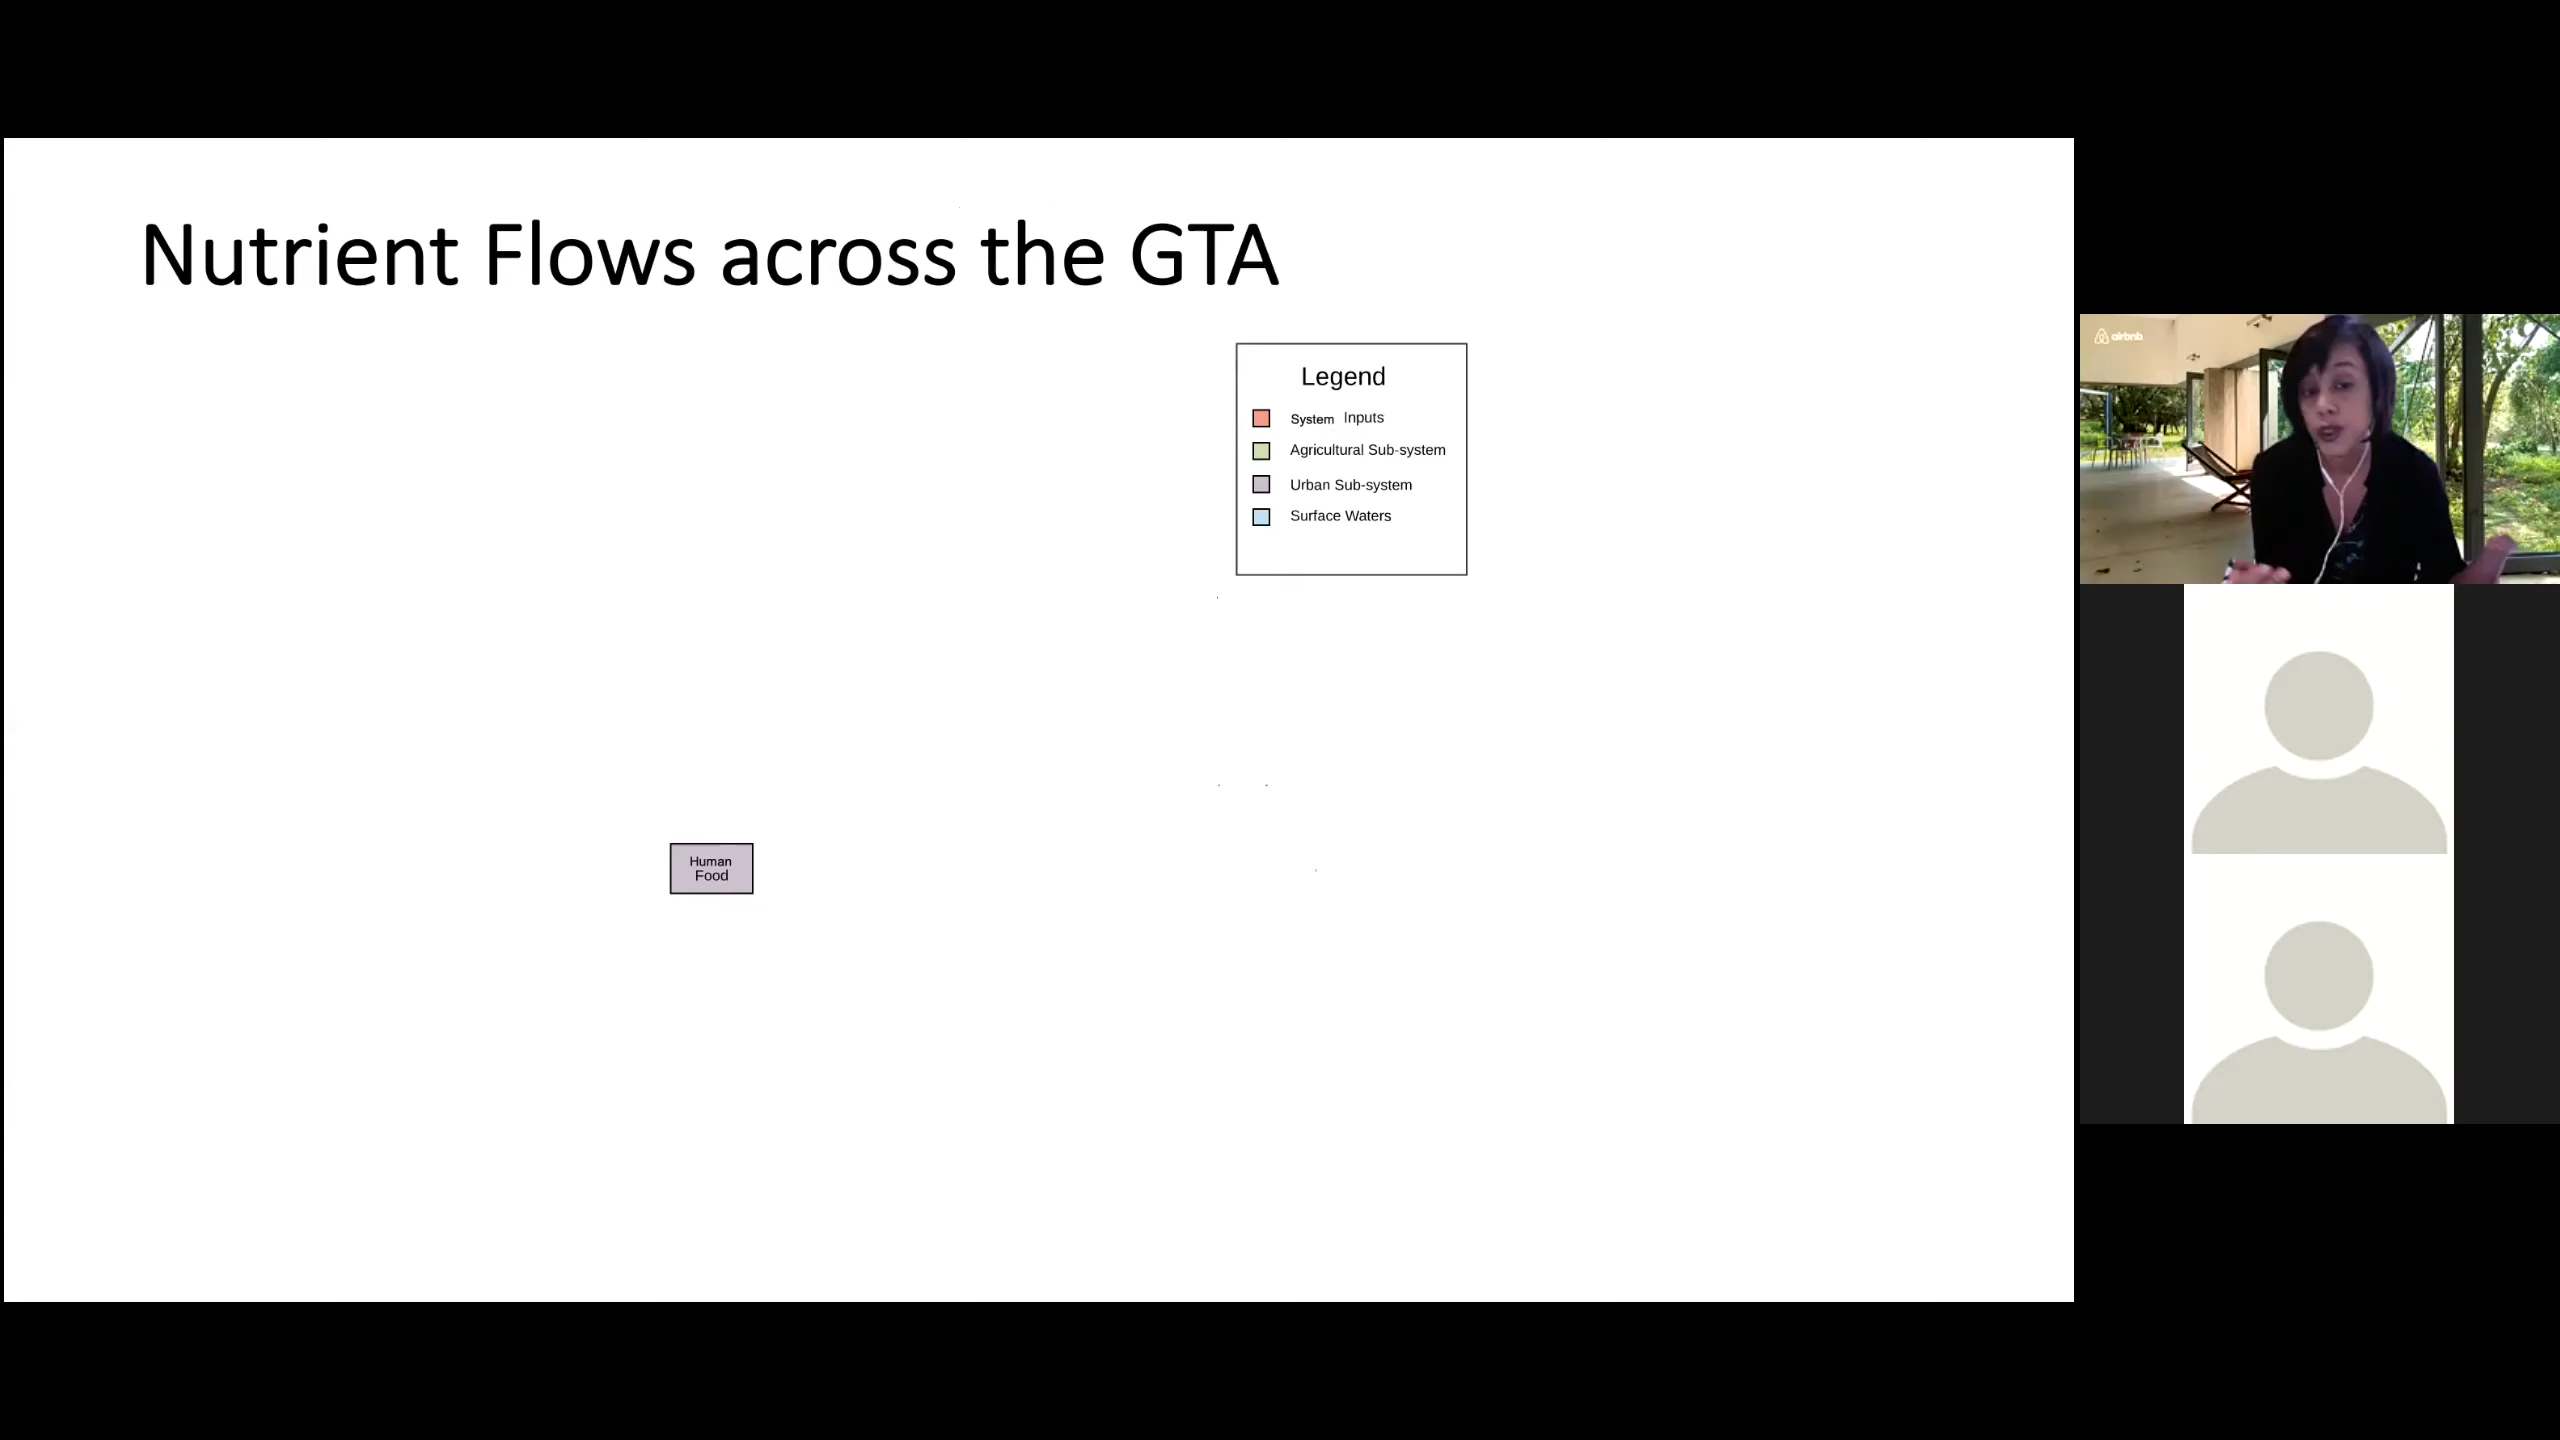 Nutrient Flows across the GTA
Legend
System Inputs
Agricultural Sub-system
Urban Sub-system
Surface Waters
Human
Food
airbnb